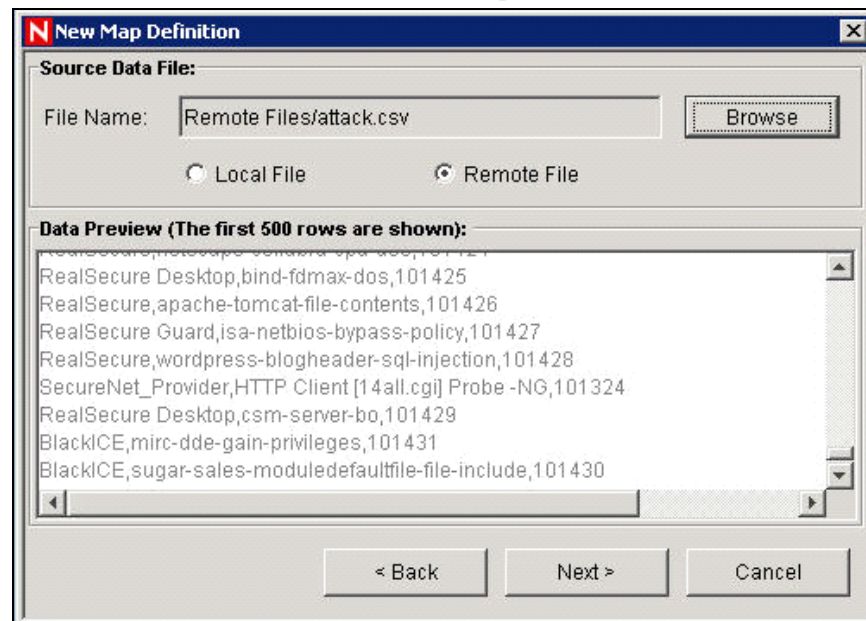 N New Map Definition
Source Data File:
File Name: Remote Files/attack.csv Browse
Local File Remote File
Data Preview (The first 500 rows are shown):
RealSecure Desktop,bind-fdmax-dos,101425
RealSecure,apache-tomcat-file-contents,101426
RealSecure Guard,isa-netbios-bypass-policy,101427
RealSecure,wordpress-blogheader-sql-injection,101428
SecureNet_Provider,HTTP Client [14all.cgi] Probe -NG,101324
RealSecure Desktop,csm-server-bo,101429
BlackICE,mirc-dde-gain-privileges,101431
BlackICE,sugar-sales-moduledefaultfile-file-include,101430
< Back Next > Cancel